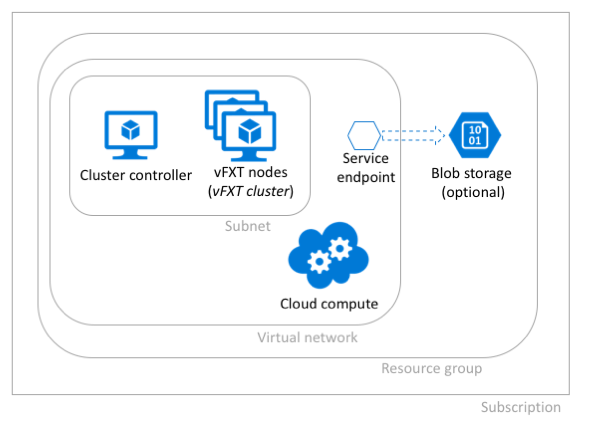 10
01
Cluster controller
vFXT nodes
(vFXT cluster)
Service
endpoint
Blob storage
(optional)
Subnet
Cloud compute
Virtual network
Resource group
Subscription